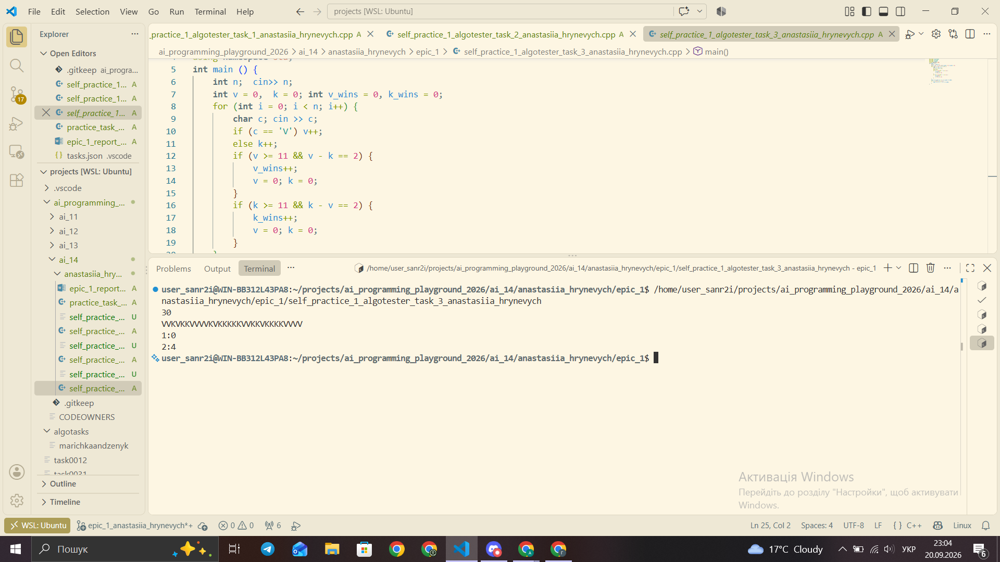 File Edit Selection View Go Run Terminal Help
projects [WSL: Ubuntu]
Explorer
Open Editors
.gitkeep ai_progra...
self_practice_1... A
self_practice_1... A
self_practice_1... A
practice_task_... A
epic_1_report_... A
tasks.json .vscode
projects [WSL: Ubuntu]
.vscode
ai_programming_...
ai_11
ai_12
ai_13
ai_14
anastasiia_hry...
epic_1_report... A
practice_task_... A
self_practice_... U
self_practice_... A
self_practice_... U
self_practice_... A
self_practice_... U
self_practice_... A
.gitkeep
CODEOWNERS
algotasks
marichkaandzenyk
task0012
task0031
Outline
Timeline
17
_practice_1_algotester_task_1_anastasiia_hrynevych.cpp A
self_practice_1_algotester_task_2_anastasiia_hrynevych.cpp A
self_practice_1_algotester_task_3_anastasiia_hrynevych.cpp A
ai_programming_playground_2026 > ai_14 > anastasiia_hrynevych > epic_1 > self_practice_1_algotester_task_3_anastasiia_hrynevych.cpp > main()
using namespace std;
5 int main () {
6 int n;  cin>> n;
7 int v = 0,  k = 0; int v_wins = 0, k_wins = 0;
8 for (int i = 0; i < n; i++) {
9 char c; cin >> c;
10 if (c == 'V') v++;
11 else k++;
12 if (v >= 11 && v - k == 2) {
13 v_wins++;
14 v = 0; k = 0;
15 }
16 if (k >= 11 && k - v == 2) {
17 k_wins++;
18 v = 0; k = 0;
19 }
20 }
Problems Output Terminal
/home/user_sanr2i/projects/ai_programming_playground_2026/ai_14/anastasiia_hrynevych/epic_1/self_practice_1_algotester_task_3_anastasiia_hrynevych - epic_1
user_sanr2i@WIN-BB312L43PA8:~/projects/ai_programming_playground_2026/ai_14/anastasiia_hrynevych/epic_1$ /home/user_sanr2i/projects/ai_programming_playground_2026/ai_14/a
nastasiia_hrynevych/epic_1/self_practice_1_algotester_task_3_anastasiia_hrynevych
30
VVKVKKVVVVKVKKKKKVVKKVKKKKVVVV
1:0
2:4
user_sanr2i@WIN-BB312L43PA8:~/projects/ai_programming_playground_2026/ai_14/anastasiia_hrynevych/epic_1$
Активація Windows
Перейдіть до розділу "Настройки", щоб активувати
Windows.
WSL: Ubuntu epic_1_anastasiia_hrynevych*+ 0 0 6 Ln 25, Col 2 Spaces: 4 UTF-8 LF { } C++ Linux
Пошук 17°C Cloudy УКР 23:04
20.09.2026 6